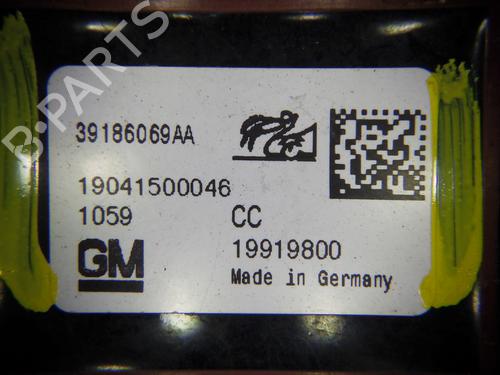 B-PARTS
39186069AA
19041500046
1059 CC
GM 19919800
Made in Germany